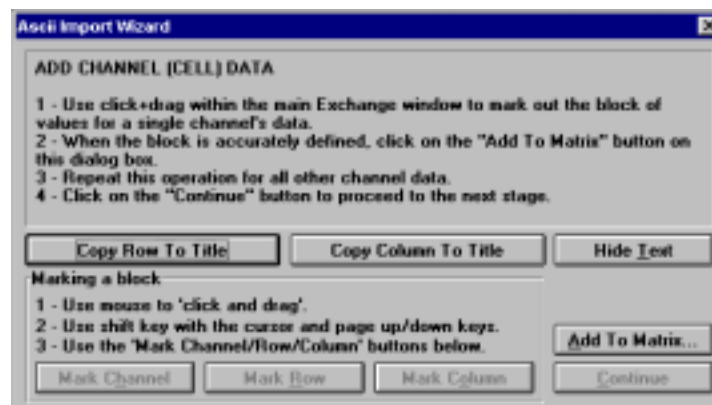 Ascii Import Wizard
ADD CHANNEL (CELL) DATA
1 - Use click+drag within the main Exchange window to mark out the block of
values for a single channel's data.
2 - When the block is accurately defined, click on the "Add To Matrix" button on
this dialog box.
3 - Repeat this operation for all other channel data.
4 - Click on the "Continue" button to proceed to the next stage.
Copy Row To Title
Copy Column To Title
Hide Text
Marking a block
1 - Use mouse to 'click and drag'.
2 - Use shift key with the cursor and page up/down keys.
3 - Use the 'Mark Channel/Row/Column' buttons below.
Add To Matrix...
Mark Channel
Mark Row
Mark Column
Continue